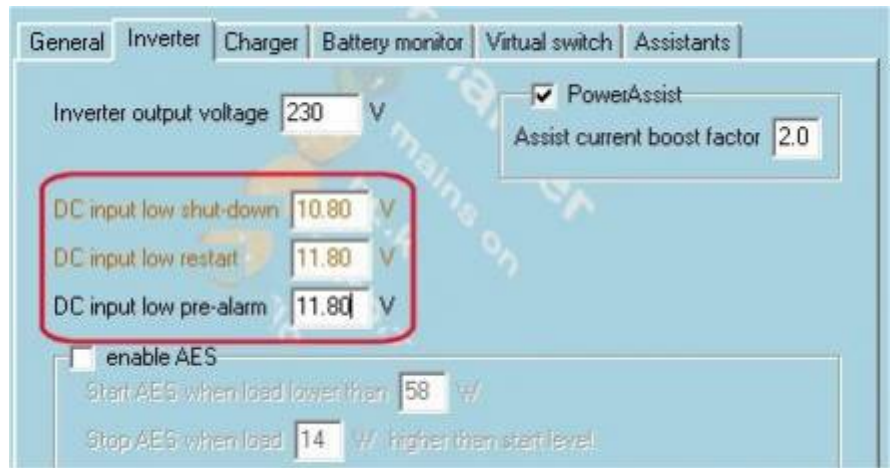 General Inverter Charger Battery monitor Virtual switch Assistants
Inverter output voltage 230 V
PowerAssist
Assist current boost factor 2.0
DC input low shut-down 10.80 V
DC input low restart 11.80 V
DC input low pre-alarm 11.80 V
enable AES
Start AES when load lower than 58 W
Stop AES when load 14 W higher than start level
mains on